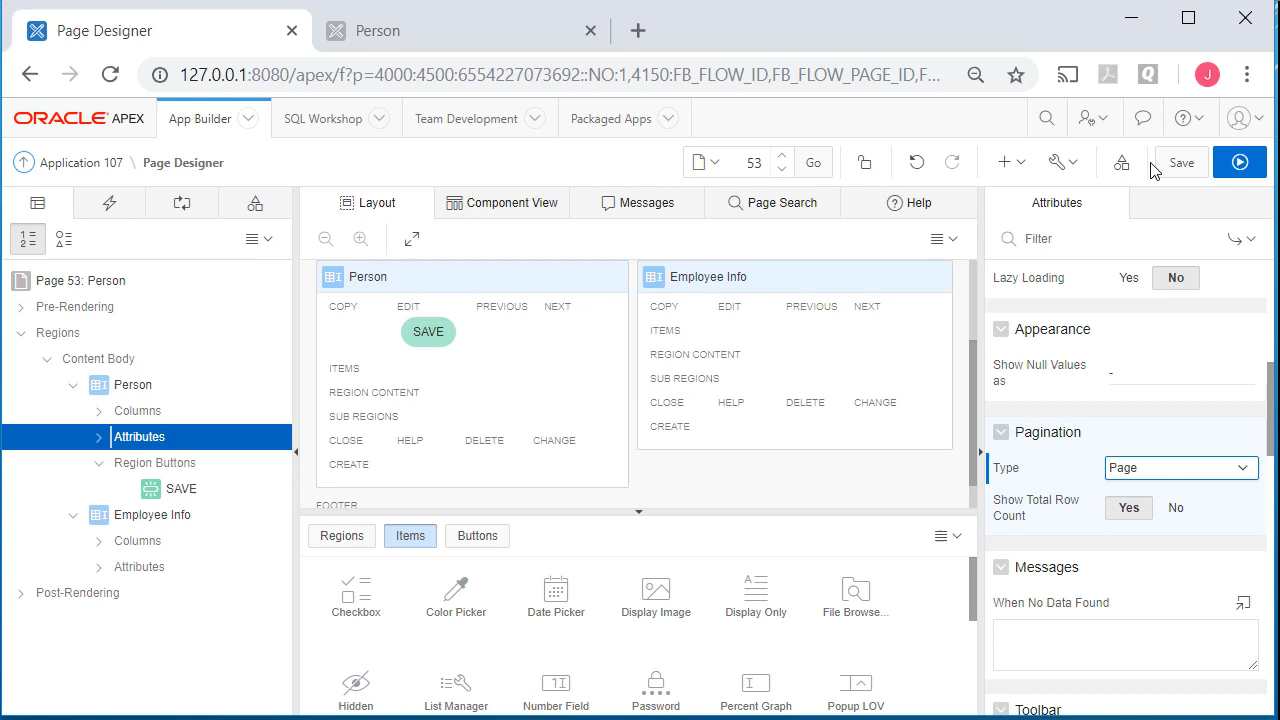 Page Designer
Person
127.0.0.1:8080/apex/f?p=4000:4500:6554227073692::NO:1,4150:FB_FLOW_ID,FB_FLOW_PAGE_ID,F...
J
ORACLE APEX
App Builder
SQL Workshop
Team Development
Packaged Apps
Application 107 \ Page Designer
53
Go
Save
Layout
Component View
Messages
Page Search
Help
Attributes
Filter
Page 53: Person
Pre-Rendering
Regions
Content Body
Person
Columns
Attributes
Region Buttons
SAVE
Employee Info
Columns
Attributes
Post-Rendering
Person
COPY EDIT PREVIOUS NEXT
SAVE
ITEMS
REGION CONTENT
SUB REGIONS
CLOSE HELP DELETE CHANGE
CREATE
FOOTER
Employee Info
COPY EDIT PREVIOUS NEXT
ITEMS
REGION CONTENT
SUB REGIONS
CLOSE HELP DELETE CHANGE
CREATE
Regions
Items
Buttons
Checkbox
Color Picker
Date Picker
Display Image
Display Only
File Browse...
Hidden
List Manager
Number Field
Password
Percent Graph
Popup LOV
Lazy Loading Yes No
Appearance
Show Null Values
as
-
Pagination
Type Page
Show Total Row
Count
Yes No
Messages
When No Data Found
Toolbar